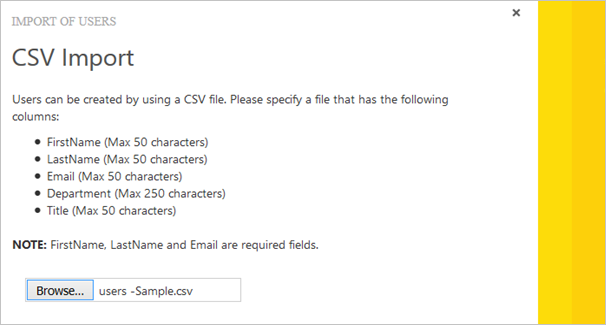 IMPORT OF USERS
×
CSV Import
Users can be created by using a CSV file. Please specify a file that has the following
columns:
• FirstName (Max 50 characters)
• LastName (Max 50 characters)
• Email (Max 50 characters)
• Department (Max 250 characters)
• Title (Max 50 characters)
NOTE: FirstName, LastName and Email are required fields.
Browse... users -Sample.csv